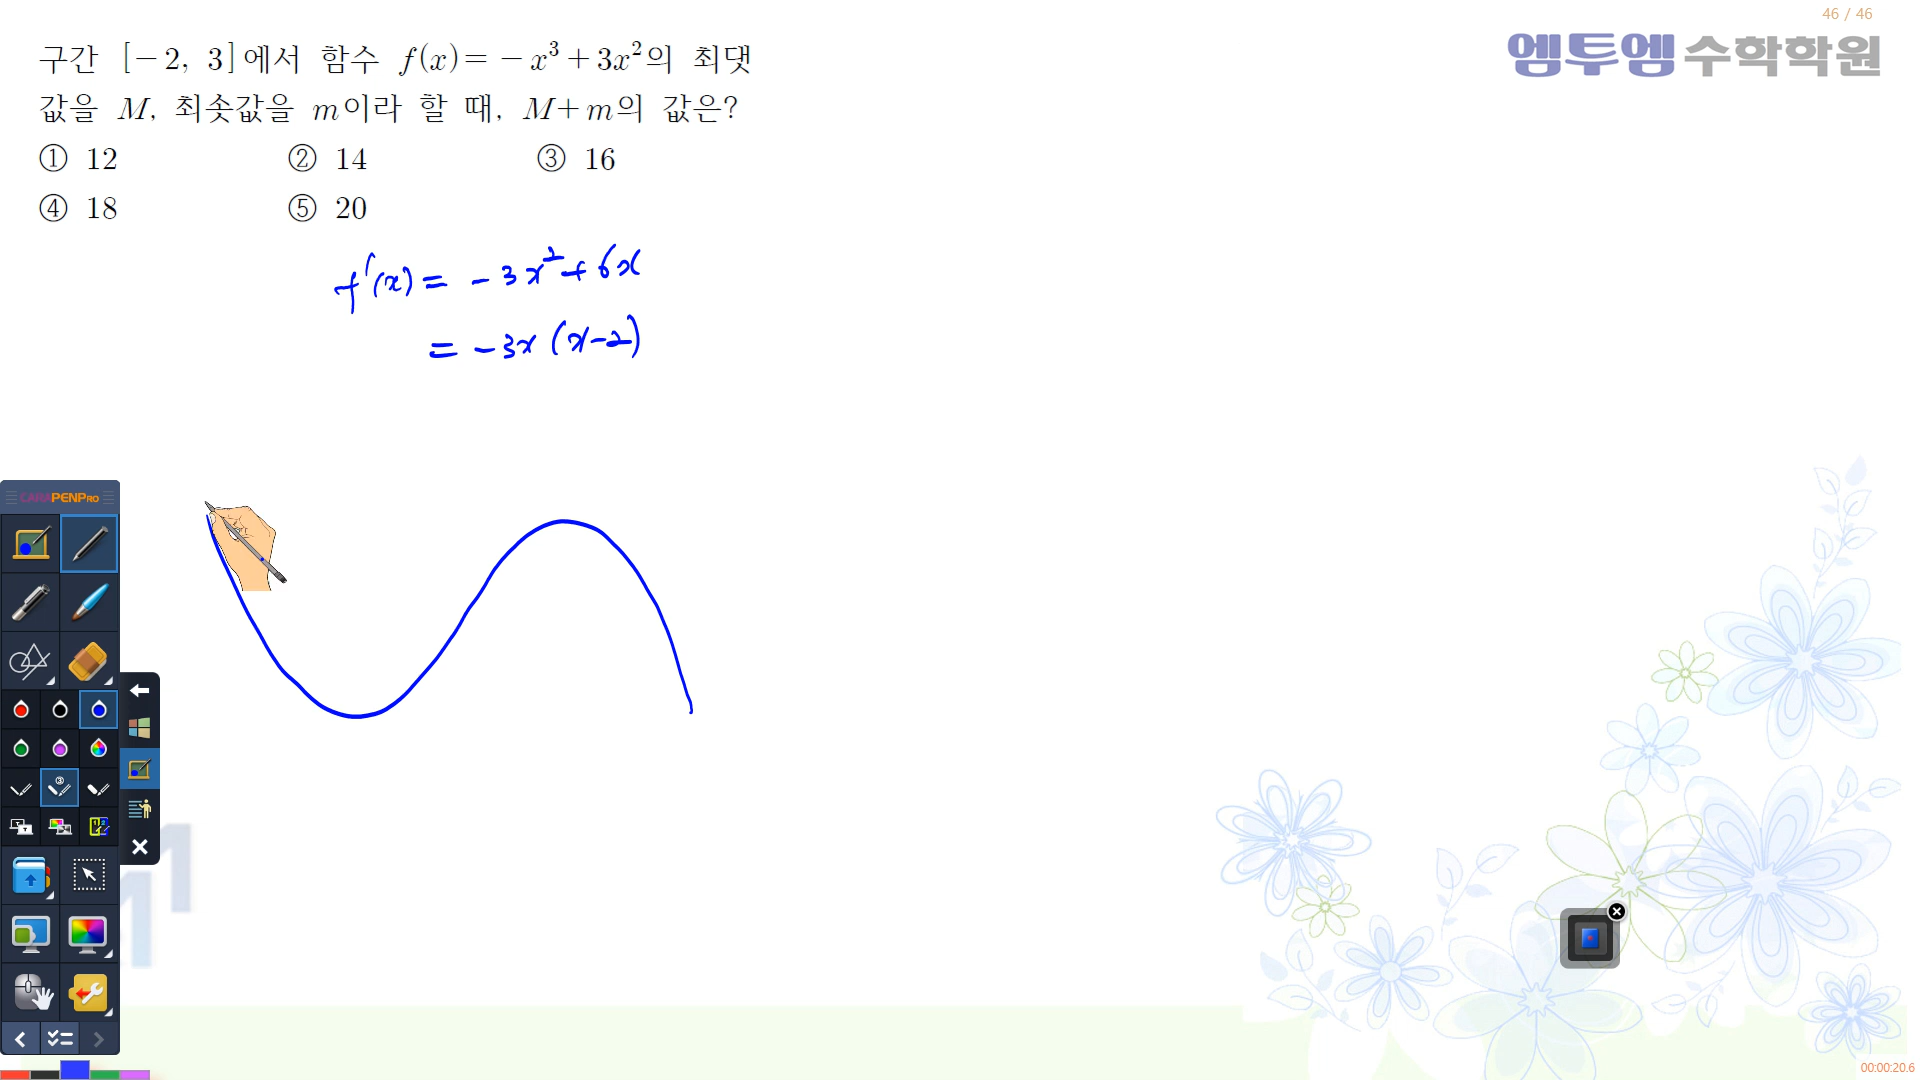 46 / 46
엠투엠 수학학원
구간 [-2, 3]에서 함수 f(x)=-x³+3x²의 최댓
값을 M, 최솟값을 m이라 할 때, M+m의 값은?
① 12 ② 14 ③ 16
④ 18 ⑤ 20
f'(x) = -3x²+6x
= -3x(x-2)
CARAPENPRO
00:00:20.6